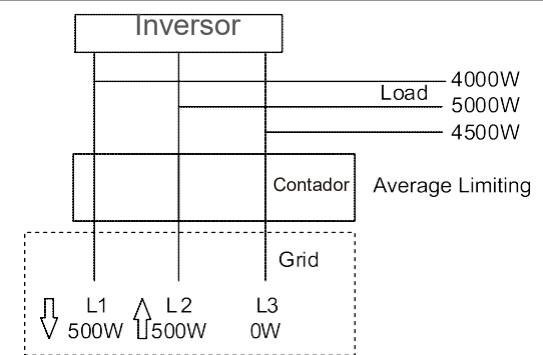 Inversor
4000W
Load
5000W
4500W
Contador
Average Limiting
Grid
L1 L2 L3
500W 500W 0W